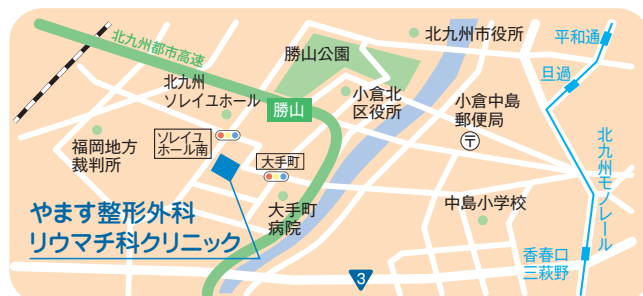 北九州都市高速
勝山公園
北九州市役所
平和通
旦過
北九州
ソレイユホール
勝山
小倉北
区役所
小倉中島
郵便局
〒
ソレイユ
ホール南
大手町
福岡地方
裁判所
北九州モノレール
やます整形外科
リウマチ科クリニック
大手町
病院
中島小学校
香春口
三萩野
3